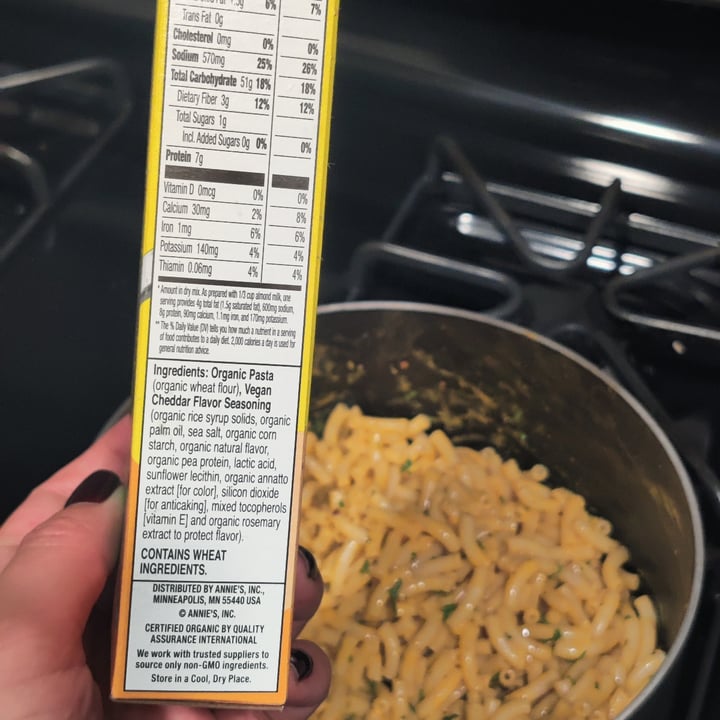 6% 7%
Trans Fat 0g
Cholesterol 0mg 0% 0%
Sodium 570mg 25% 26%
Total Carbohydrate 51g 18% 18%
Dietary Fiber 3g 12% 12%
Total Sugars 1g
Incl. Added Sugars 0g 0% 0%
Protein 7g
Vitamin D 0mcg 0% 0%
Calcium 30mg 2% 8%
Iron 1mg 6% 6%
Potassium 140mg 4% 4%
Thiamin 0.06mg 4% 4%
* Amount in dry mix. As prepared with 1/3 cup almond milk, one
serving provides 4g total fat (1.5g saturated fat), 600mg sodium,
8g protein, 90mg calcium, 1.1mg iron, and 170mg potassium.
** The % Daily Value (DV) tells you how much a nutrient in a serving
of food contributes to a daily diet. 2,000 calories a day is used for
general nutrition advice.
Ingredients: Organic Pasta
(organic wheat flour), Vegan
Cheddar Flavor Seasoning
(organic rice syrup solids, organic
palm oil, sea salt, organic corn
starch, organic natural flavor,
organic pea protein, lactic acid,
sunflower lecithin, organic annatto
extract [for color], silicon dioxide
[for anticaking], mixed tocopherols
[vitamin E] and organic rosemary
extract to protect flavor).
CONTAINS WHEAT
INGREDIENTS.
DISTRIBUTED BY ANNIE'S, INC.,
MINNEAPOLIS, MN 55440 USA
© ANNIE'S, INC.
CERTIFIED ORGANIC BY QUALITY
ASSURANCE INTERNATIONAL
We work with trusted suppliers to
source only non-GMO ingredients.
Store in a Cool, Dry Place.